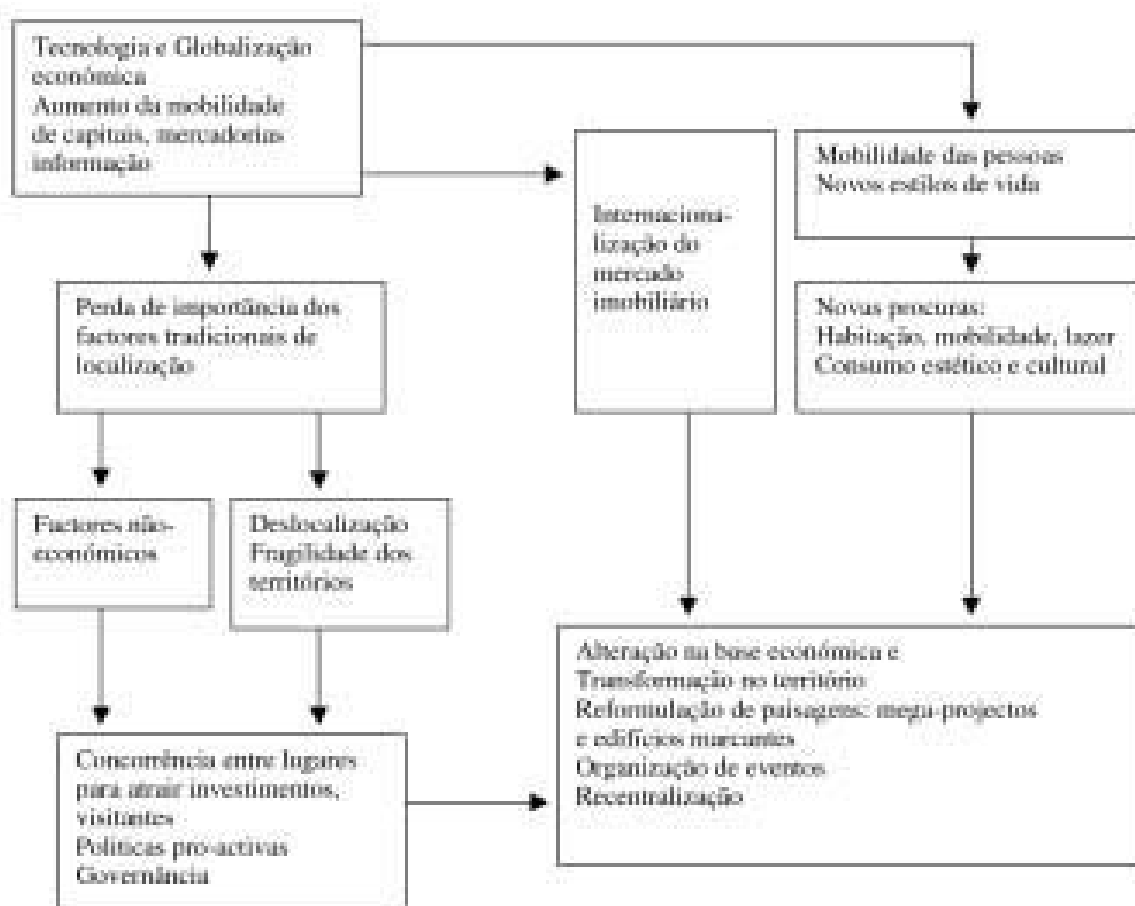 Tecnologia e Globalização
económica
Aumento da mobilidade
de capitais, mercadorias
informação
Mobilidade das pessoas
Novos estilos de vida
Internaciona-
lização do
mercado
imobiliário
Perda de importância dos
factores tradicionais de
localização
Novas procuras:
Habitação, mobilidade, lazer
Consumo estético e cultural
Factores não-
económicos
Deslocalização
Fragilidade dos
territórios
Alteração na base económica e
Transformação no território
Reformulação de paisagens: mega-projectos
e edifícios marcantes
Organização de eventos
Recentralização
Concorrência entre lugares
para atrair investimentos,
visitantes
Políticas pro-activas
Governância